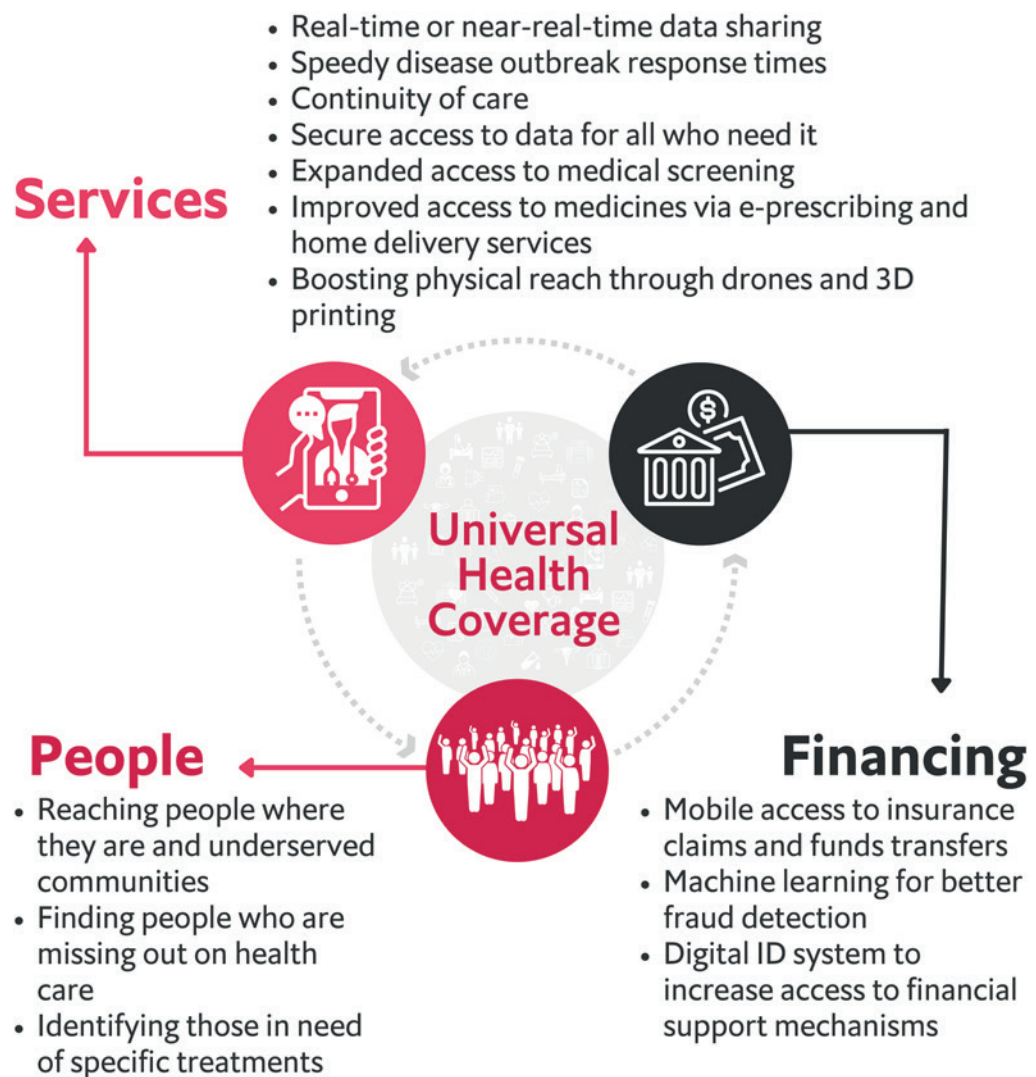 • Real-time or near-real-time data sharing
• Speedy disease outbreak response times
• Continuity of care
• Secure access to data for all who need it
• Expanded access to medical screening
• Improved access to medicines via e-prescribing and
home delivery services
• Boosting physical reach through drones and 3D
printing
Services
$
Universal
Health
Coverage
People
• Reaching people where
they are and underserved
communities
• Finding people who are
missing out on health
care
• Identifying those in need
of specific treatments
Financing
• Mobile access to insurance
claims and funds transfers
• Machine learning for better
fraud detection
• Digital ID system to
increase access to financial
support mechanisms